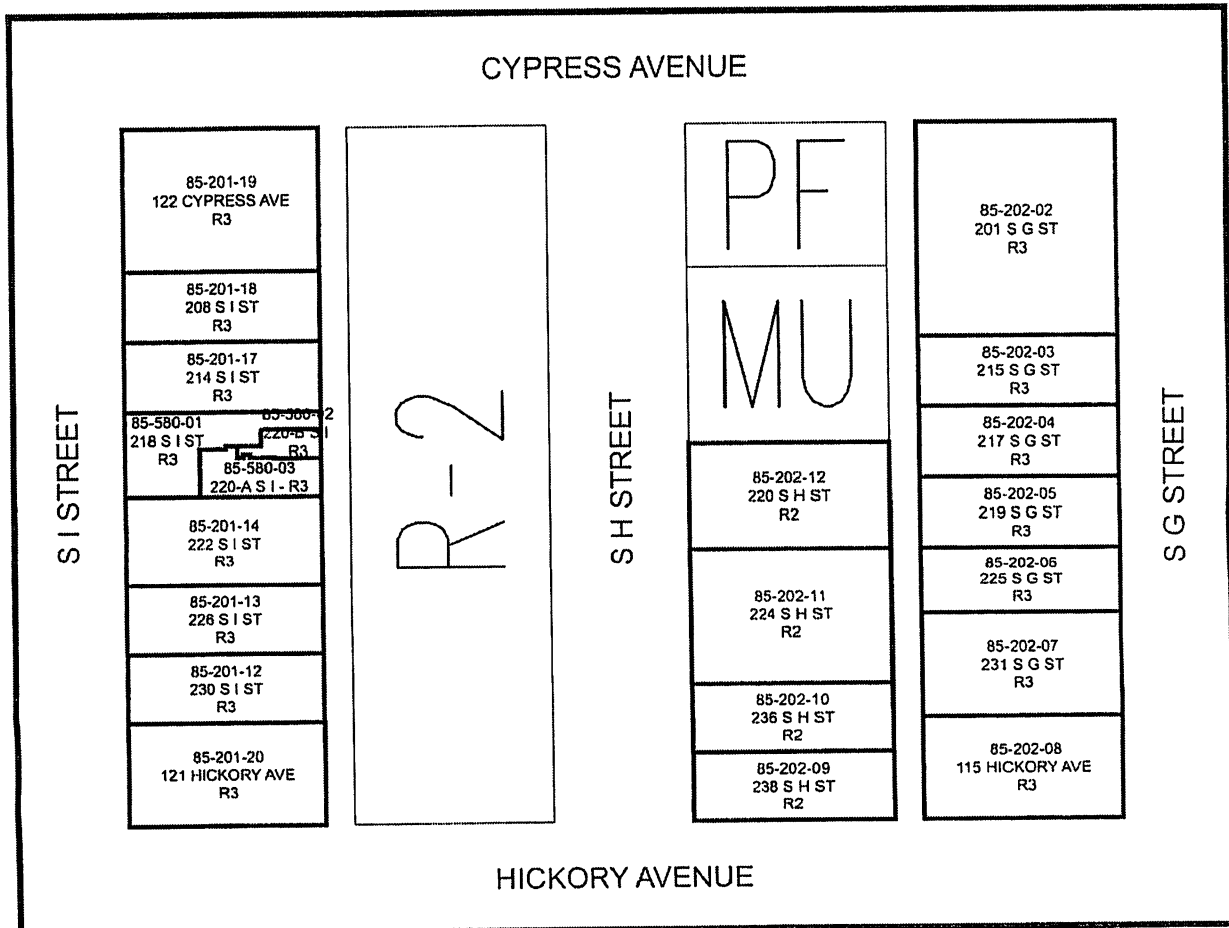 CYPRESS AVENUE
85-201-19
122 CYPRESS AVE
R3
85-201-18
208 S I ST
R3
85-201-17
214 S I ST
R3
85-580-01
218 S I ST
R3
85-580-02
220-B S I
R3
85-580-03
220-A S I - R3
85-201-14
222 S I ST
R3
85-201-13
226 S I ST
R3
85-201-12
230 S I ST
R3
85-201-20
121 HICKORY AVE
R3
S I STREET
R-2
S H STREET
PF
MU
85-202-12
220 S H ST
R2
85-202-11
224 S H ST
R2
85-202-10
236 S H ST
R2
85-202-09
238 S H ST
R2
85-202-02
201 S G ST
R3
85-202-03
215 S G ST
R3
85-202-04
217 S G ST
R3
85-202-05
219 S G ST
R3
85-202-06
225 S G ST
R3
85-202-07
231 S G ST
R3
85-202-08
115 HICKORY AVE
R3
S G STREET
HICKORY AVENUE